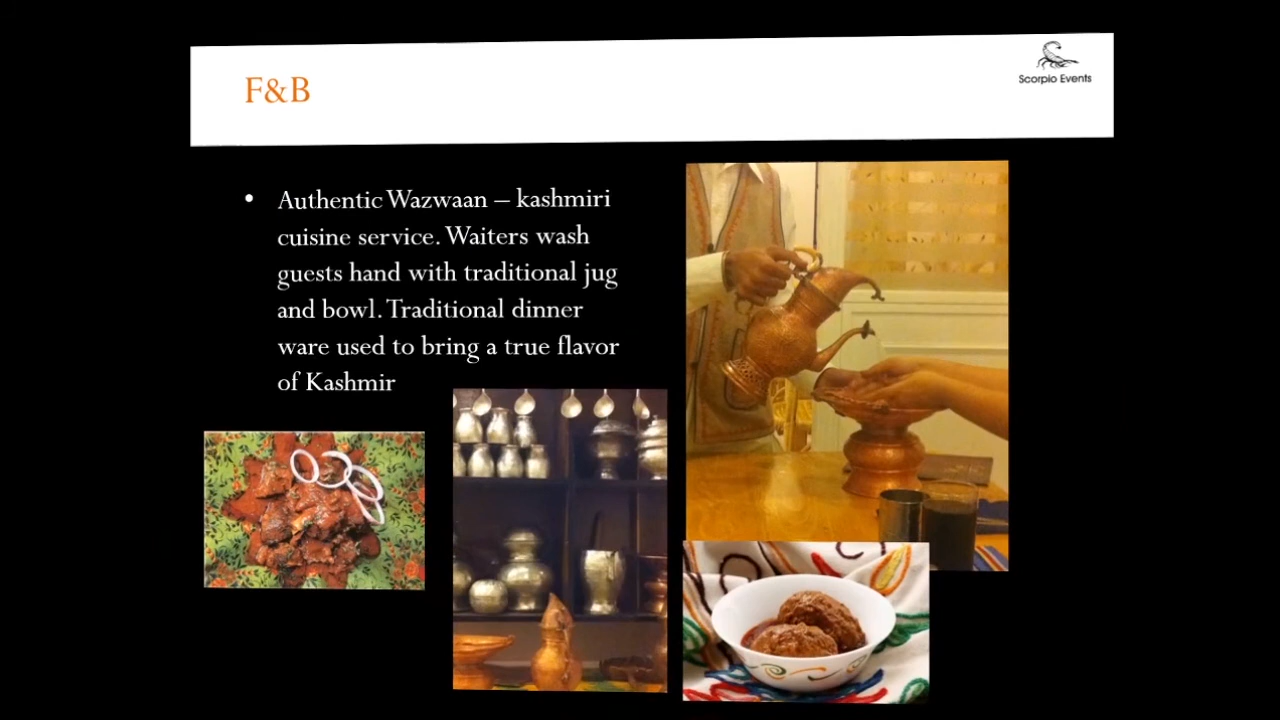 F&B
Scorpio Events
• Authentic Wazwaan – kashmiri
cuisine service. Waiters wash
guests hand with traditional jug
and bowl. Traditional dinner
ware used to bring a true flavor
of Kashmir